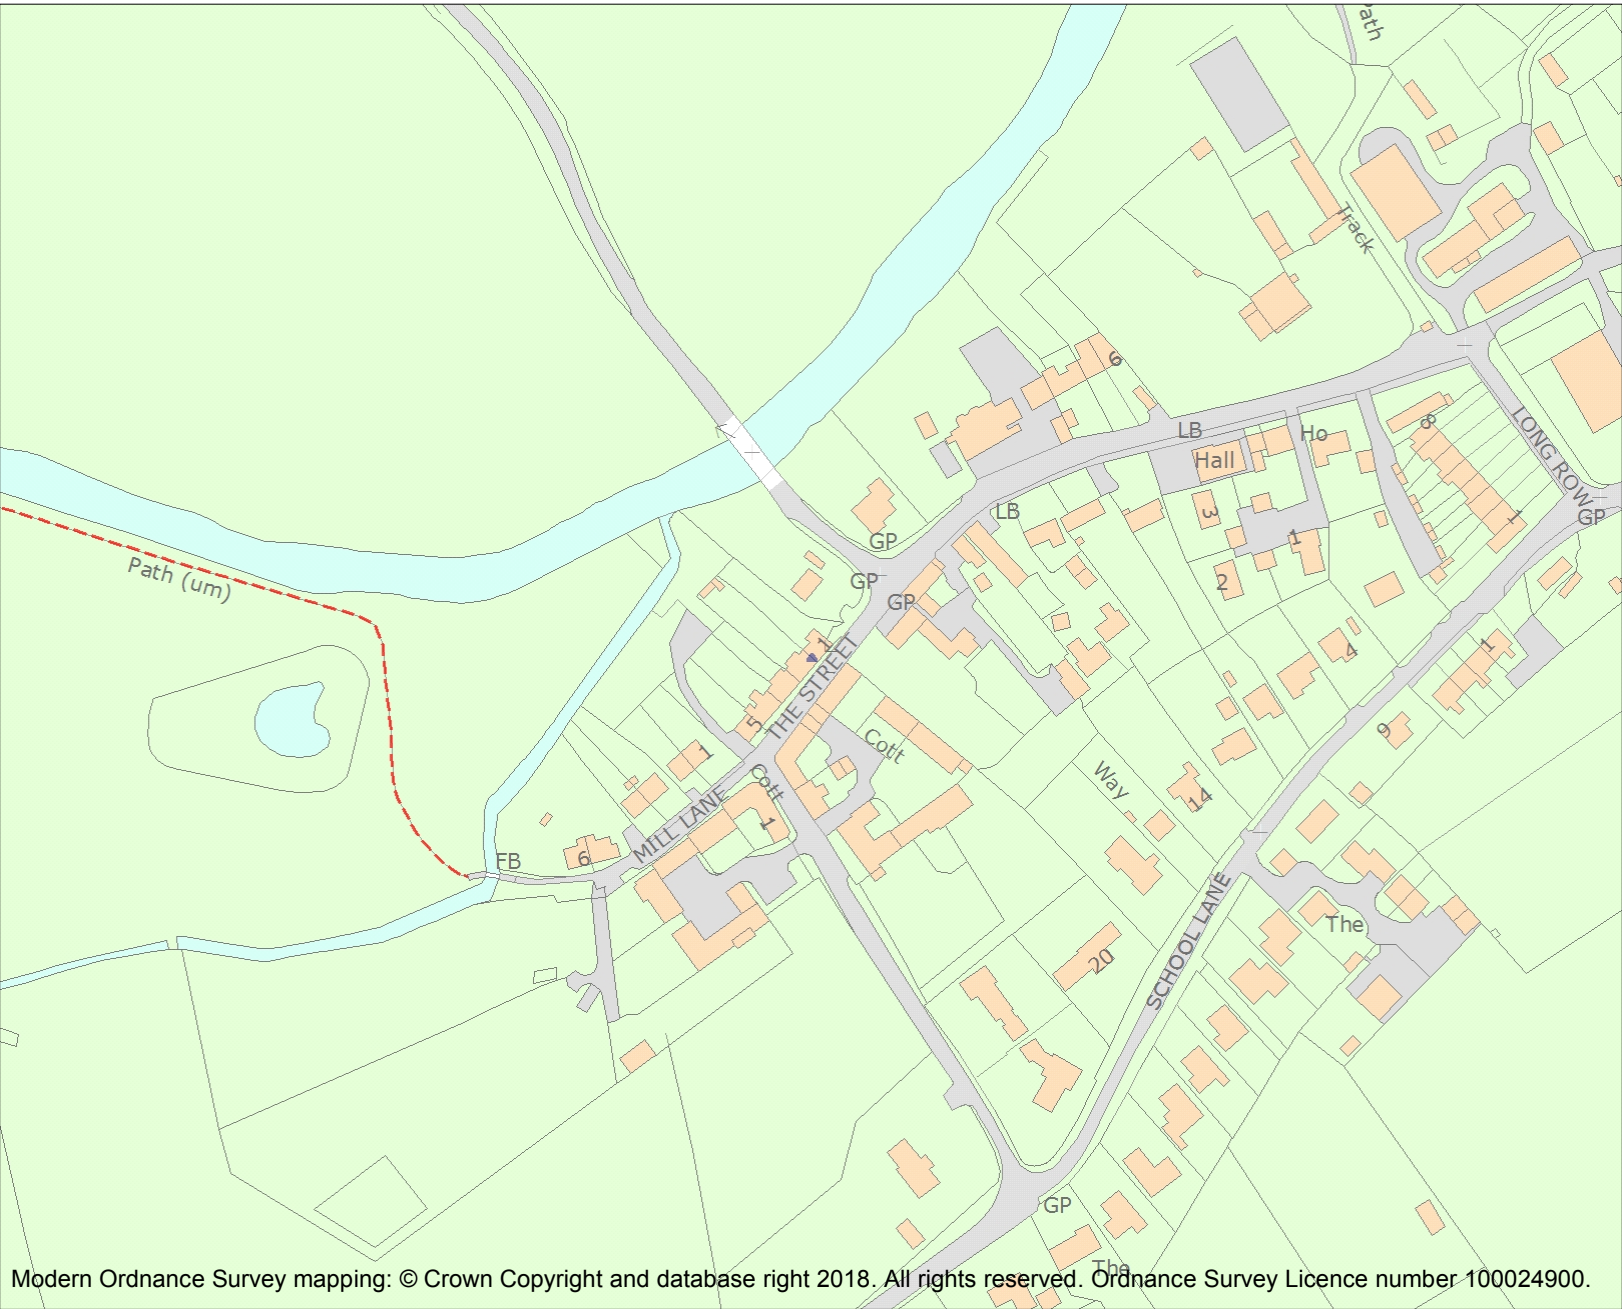 Path
Track
6
LB
Ho
8
Hall
LONG ROW
LB
3
GP
1
GP
1
GP
Path (um)
GP
2
1
THE STREET
1
4
5
9
Cott
1
Cott
Way
14
MILL LANE
1
FB
6
SCHOOL LANE
The
20
GP
The
Modern Ordnance Survey mapping: © Crown Copyright and database right 2018. All rights reserved. Ordnance Survey Licence number 100024900.